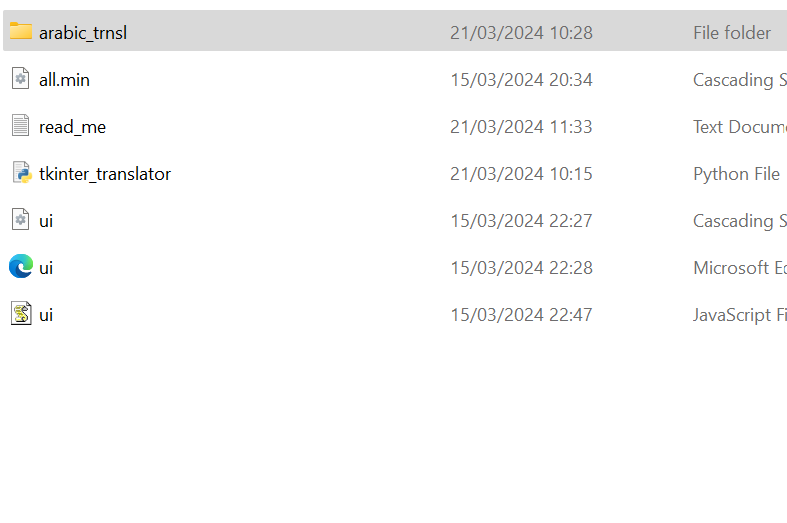 arabic_trnsl 21/03/2024 10:28 File folder
all.min 15/03/2024 20:34 Cascading S
read_me 21/03/2024 11:33 Text Docum
tkinter_translator 21/03/2024 10:15 Python File
ui 15/03/2024 22:27 Cascading S
ui 15/03/2024 22:28 Microsoft Ed
ui 15/03/2024 22:47 JavaScript Fi